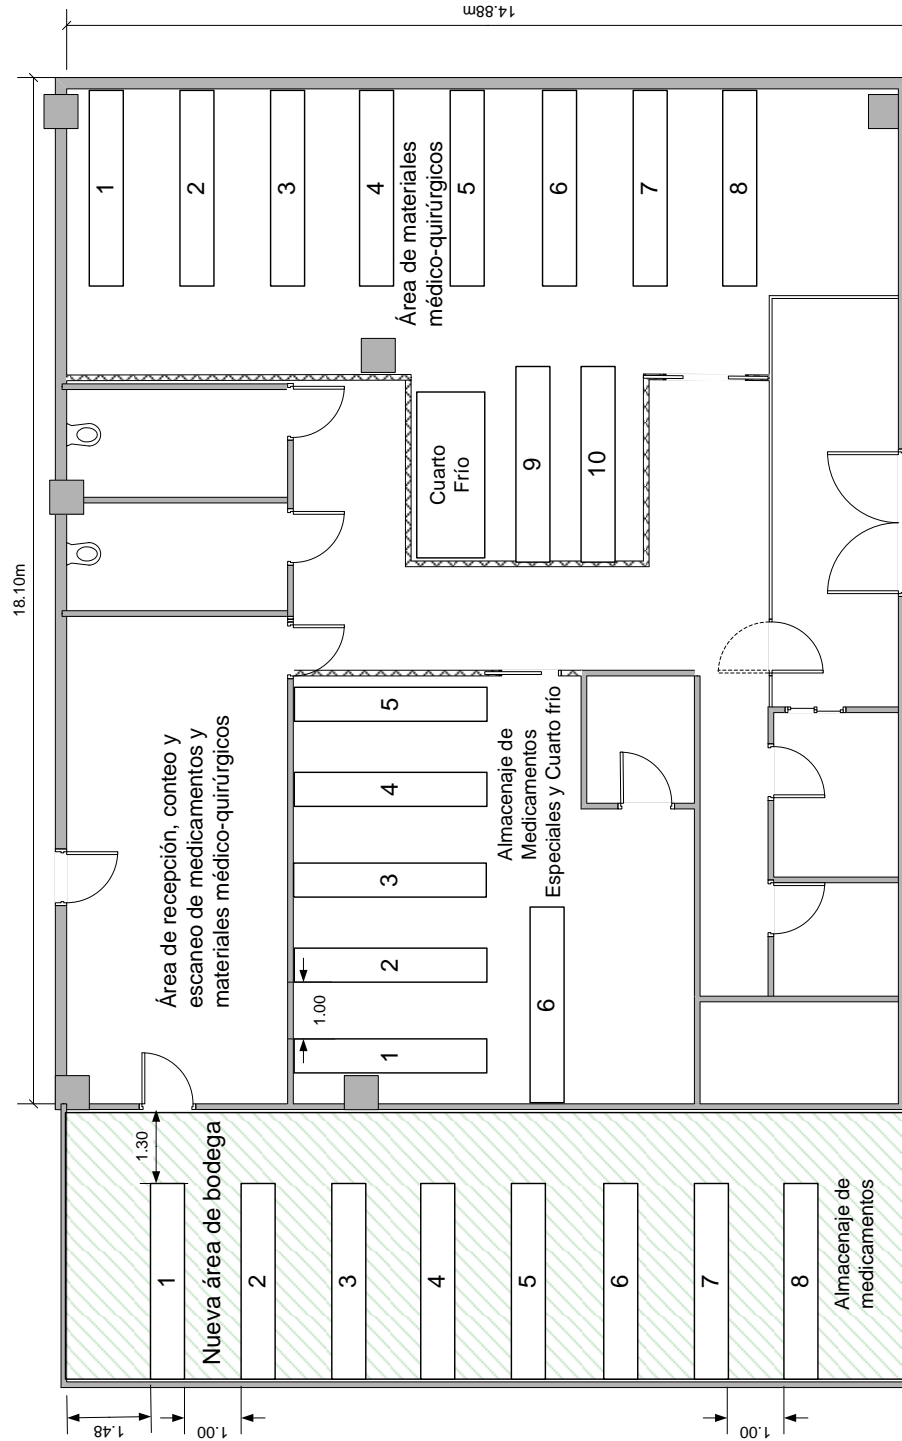 14.88m
18.10m
1
2
3
4
5
6
7
8
Área de materiales
médico-quirúrgicos
Cuarto
Frío
9
10
Área de recepción, conteo y
escaneo de medicamentos y
materiales médico-quirúrgicos
5
4
3
2
1
1.00
6
Almacenaje de
Medicamentos
Especiales y Cuarto frío
1.30
Nueva área de bodega
1
2
3
4
5
6
7
8
Almacenaje de
medicamentos
1.48
1.00
1.00